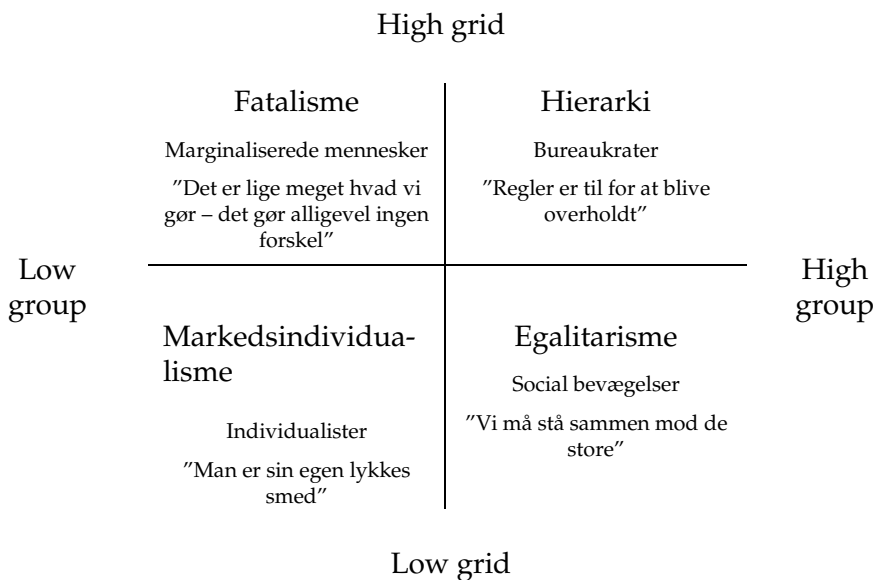 High grid
Fatalisme
Marginaliserede mennesker
”Det er lige meget hvad vi
gør – det gør alligevel ingen
forskel”
Hierarki
Bureaukrater
”Regler er til for at blive
overholdt”
Low
group
High
group
Markedsindividua-
lisme
Individualister
”Man er sin egen lykkes
smed”
Egalitarisme
Social bevægelser
”Vi må stå sammen mod de
store”
Low grid